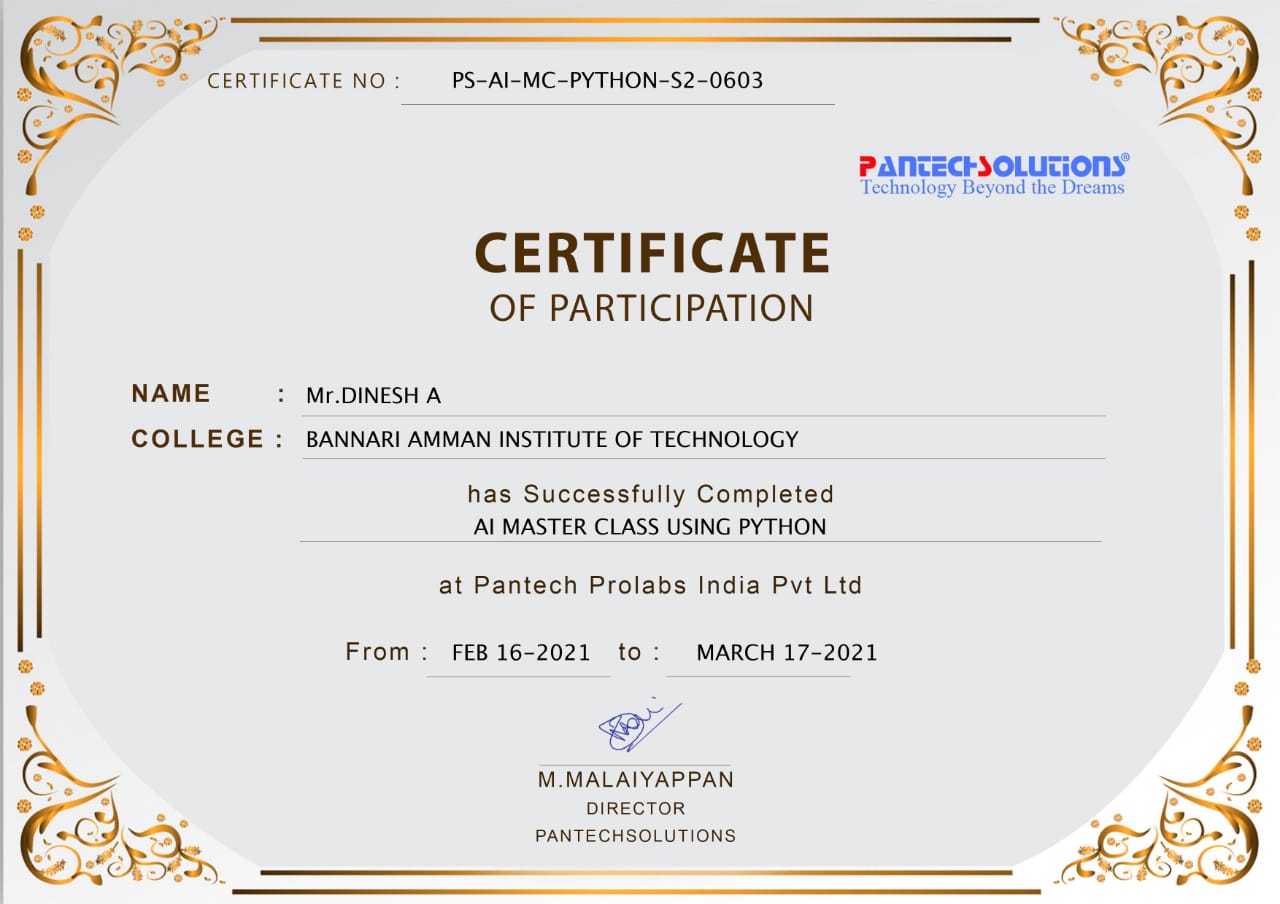 CERTIFICATE NO : PS-AI-MC-PYTHON-S2-0603
PANTECHSOLUTIONS®
Technology Beyond the Dreams
CERTIFICATE
OF PARTICIPATION
NAME : Mr.DINESH A
COLLEGE : BANNARI AMMAN INSTITUTE OF TECHNOLOGY
has Successfully Completed
AI MASTER CLASS USING PYTHON
at Pantech Prolabs India Pvt Ltd
From : FEB 16-2021 to : MARCH 17-2021
M.MALAIYAPPAN
DIRECTOR
PANTECHSOLUTIONS